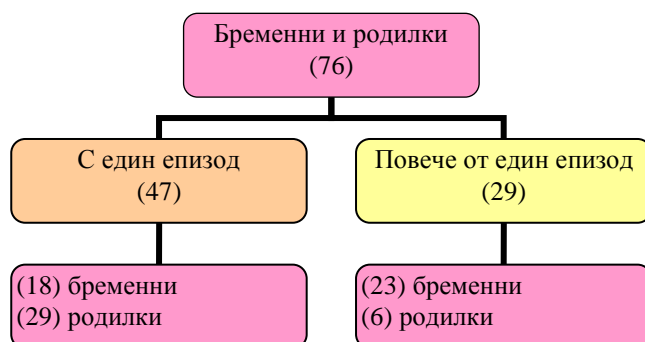 Бременни и родилки
(76)
С един епизод
(47)
Повече от един епизод
(29)
(18) бременни
(29) родилки
(23) бременни
(6) родилки